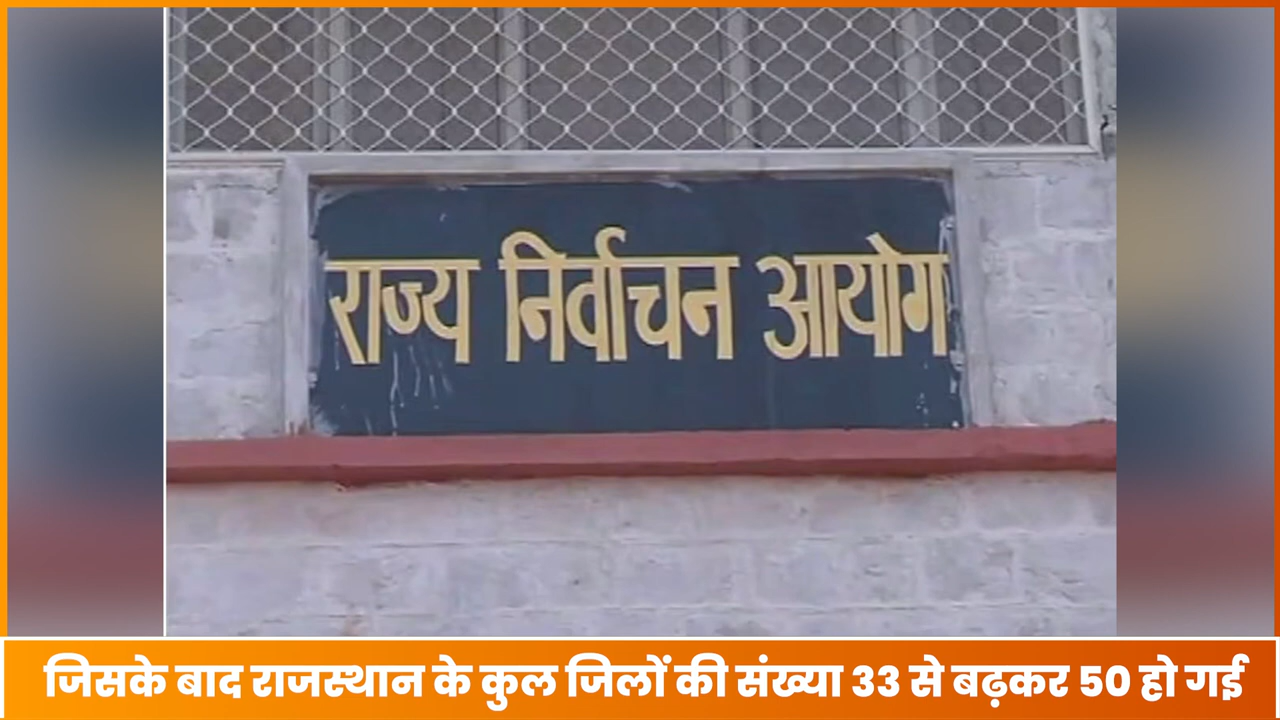 राज्य निर्वाचन आयोग
जिसके बाद राजस्थान के कुल जिलों की संख्या 33 से बढ़कर 50 हो गई